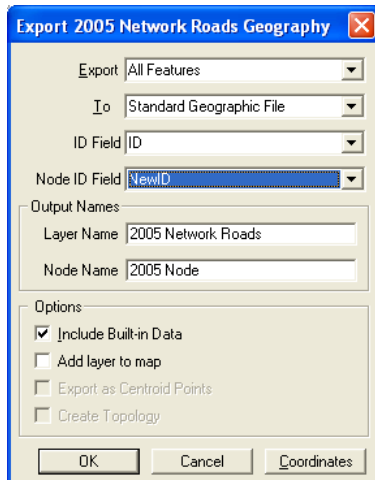 Export 2005 Network Roads Geography
Export All Features
To Standard Geographic File
ID Field ID
Node ID Field NewID
Output Names
Layer Name 2005 Network Roads
Node Name 2005 Node
Options
Include Built-in Data
Add layer to map
Export as Centroid Points
Create Topology
OK Cancel Coordinates